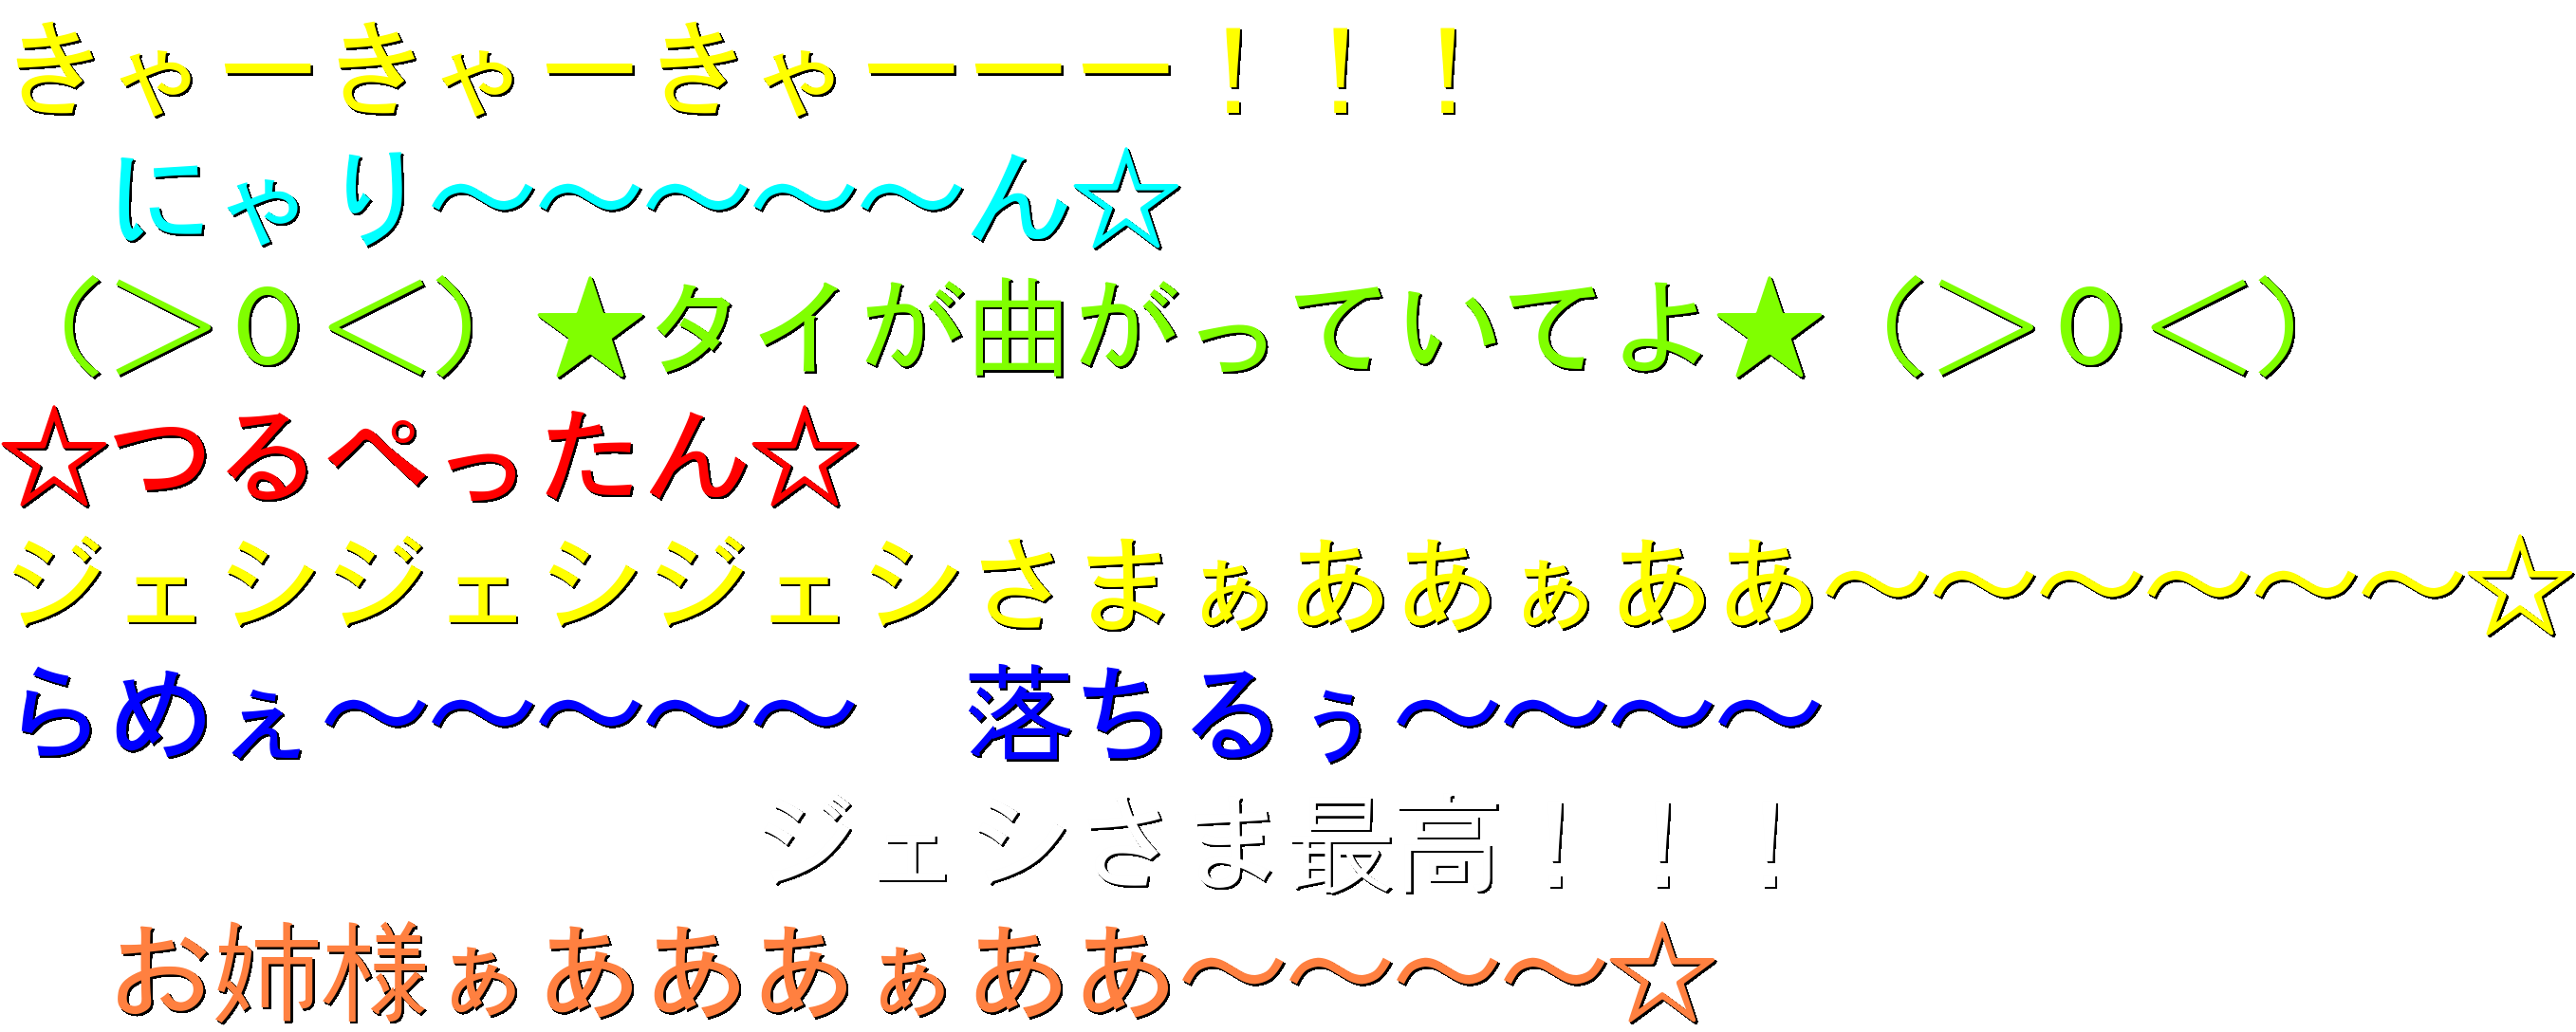 きゃーきゃーきゃーーー！！！
　にゃり～～～～～ん☆
（＞０＜）★タイが曲がっていてよ★（＞０＜）
☆つるぺったん☆
ジェシジェシジェシさまぁああぁああ～～～～～～☆
らめぇ～～～～～　落ちるぅ～～～～
　　　　　　　ジェシさま最高！！！
　お姉様ぁあああぁああ～～～～☆